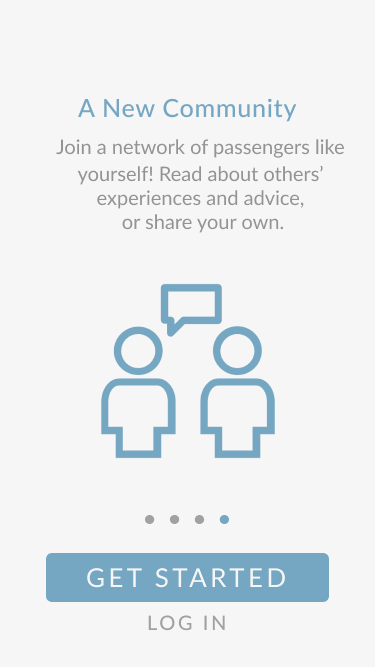 A New Community
Join a network of passengers like
yourself! Read about others’
experiences and advice,
or share your own.
GET STARTED
LOG IN